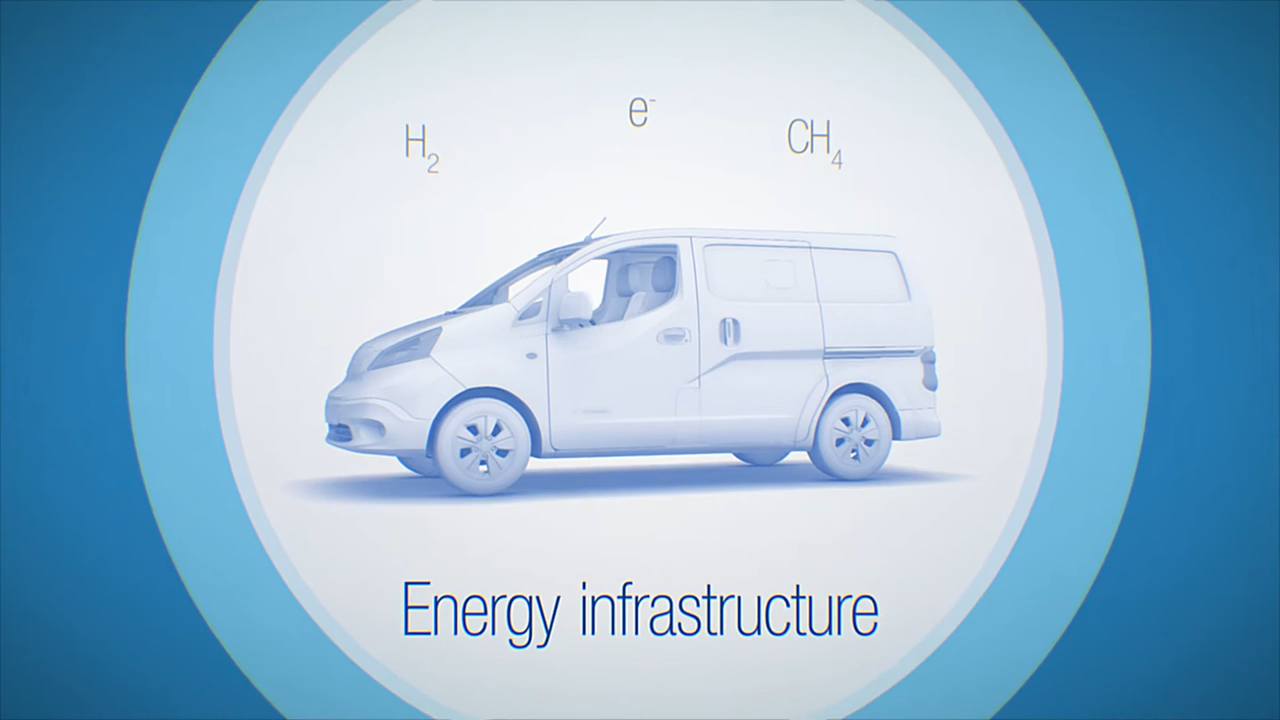 H₂
e⁻
CH₄
Energy infrastructure